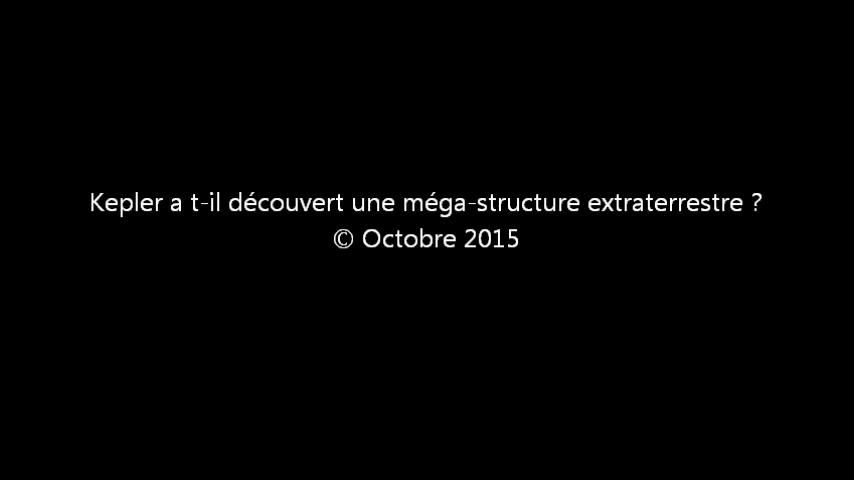 Kepler a t-il découvert une méga-structure extraterrestre ?
© Octobre 2015